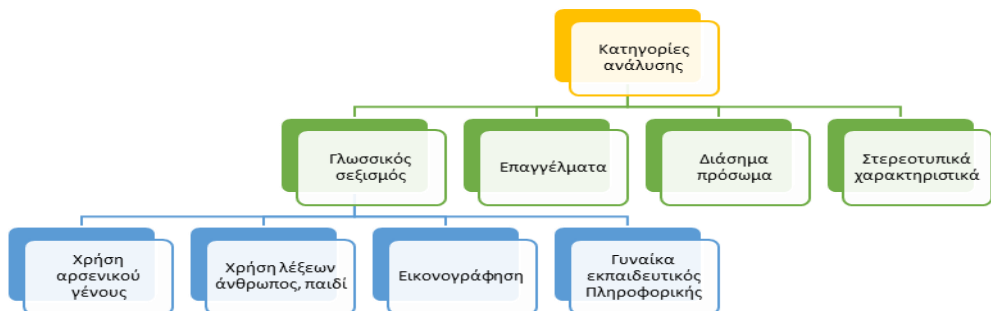 Κατηγορίες
ανάλυσης
Γλωσσικός
σεξισμός
Επαγγέλματα
Διάσημα
πρόσωμα
Στερεοτυπικά
χαρακτηριστικά
Χρήση
αρσενικού
γένους
Χρήση λέξεων
άνθρωπος, παιδί
Εικονογράφηση
Γυναίκα
εκπαιδευτικός
Πληροφορικής